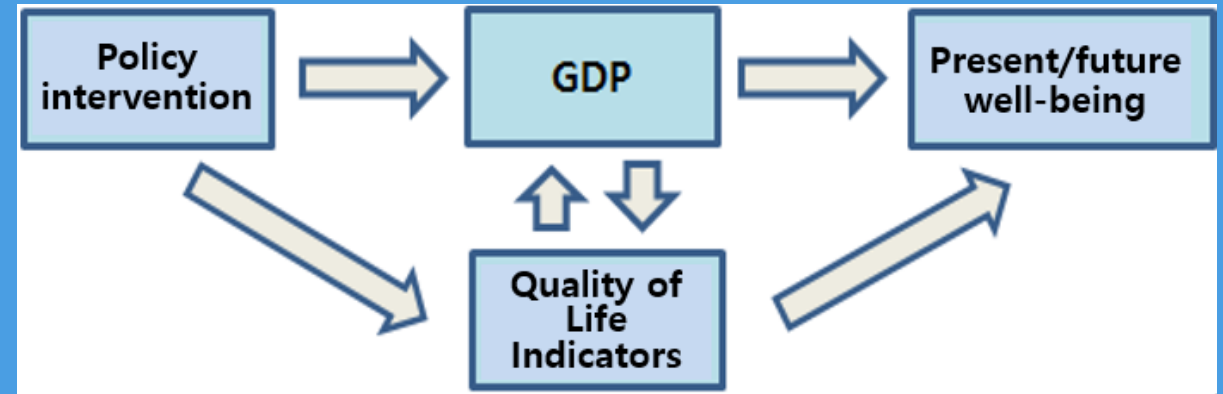 Policy
intervention
GDP
Present/future
well-being
Quality of
Life
Indicators